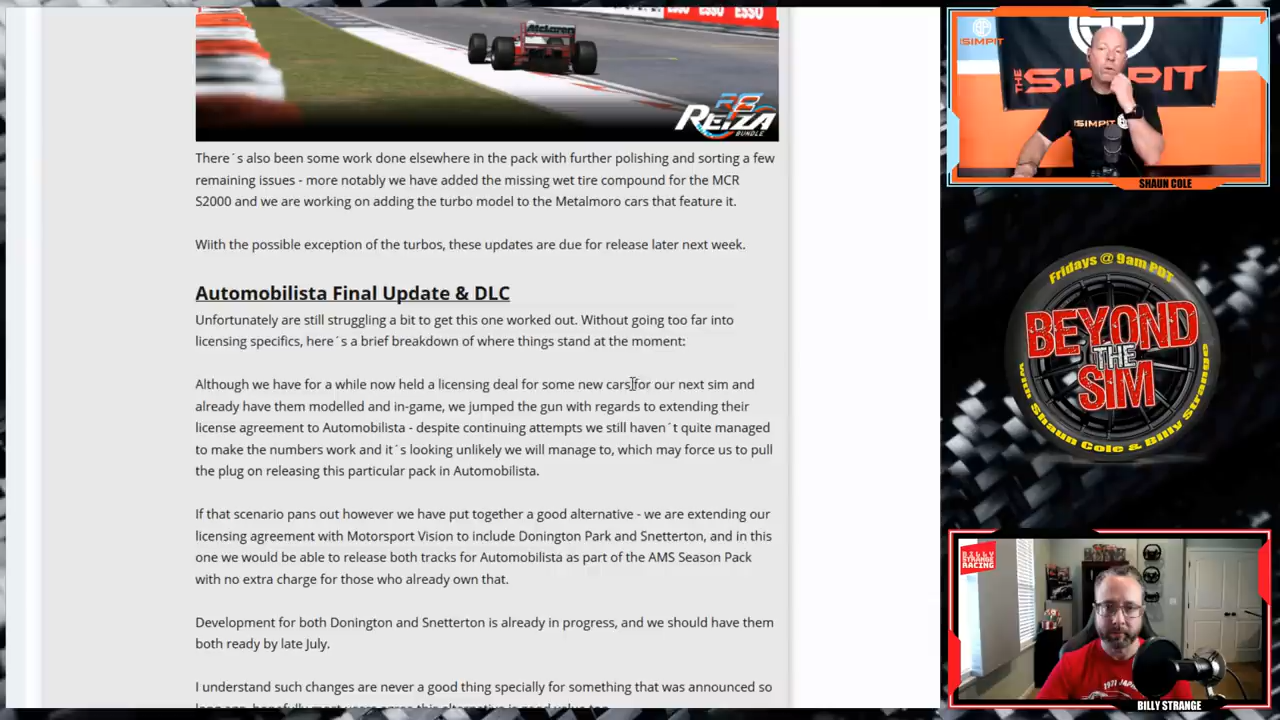 McLaren
ESSO ESSO ESSO
REIZA
BUNDLE
There´s also been some work done elsewhere in the pack with further polishing and sorting a few
remaining issues - more notably we have added the missing wet tire compound for the MCR
S2000 and we are working on adding the turbo model to the Metalmoro cars that feature it.
Wiith the possible exception of the turbos, these updates are due for release later next week.
Automobilista Final Update & DLC
Unfortunately are still struggling a bit to get this one worked out. Without going too far into
licensing specifics, here´s a brief breakdown of where things stand at the moment:
Although we have for a while now held a licensing deal for some new cars for our next sim and
already have them modelled and in-game, we jumped the gun with regards to extending their
license agreement to Automobilista - despite continuing attempts we still haven´t quite managed
to make the numbers work and it´s looking unlikely we will manage to, which may force us to pull
the plug on releasing this particular pack in Automobilista.
If that scenario pans out however we have put together a good alternative - we are extending our
licensing agreement with Motorsport Vision to include Donington Park and Snetterton, and in this
one we would be able to release both tracks for Automobilista as part of the AMS Season Pack
with no extra charge for those who already own that.
Development for both Donington and Snetterton is already in progress, and we should have them
both ready by late July.
I understand such changes are never a good thing specially for something that was announced so
SIMPIT
THE SIMPIT
SIMPIT
SHAUN COLE
Fridays @ 9am PDT
BEYOND
THE
SIM
with Shaun Cole & Billy Strange
BILLY
STRANGE
RACING
BILLY STRANGE